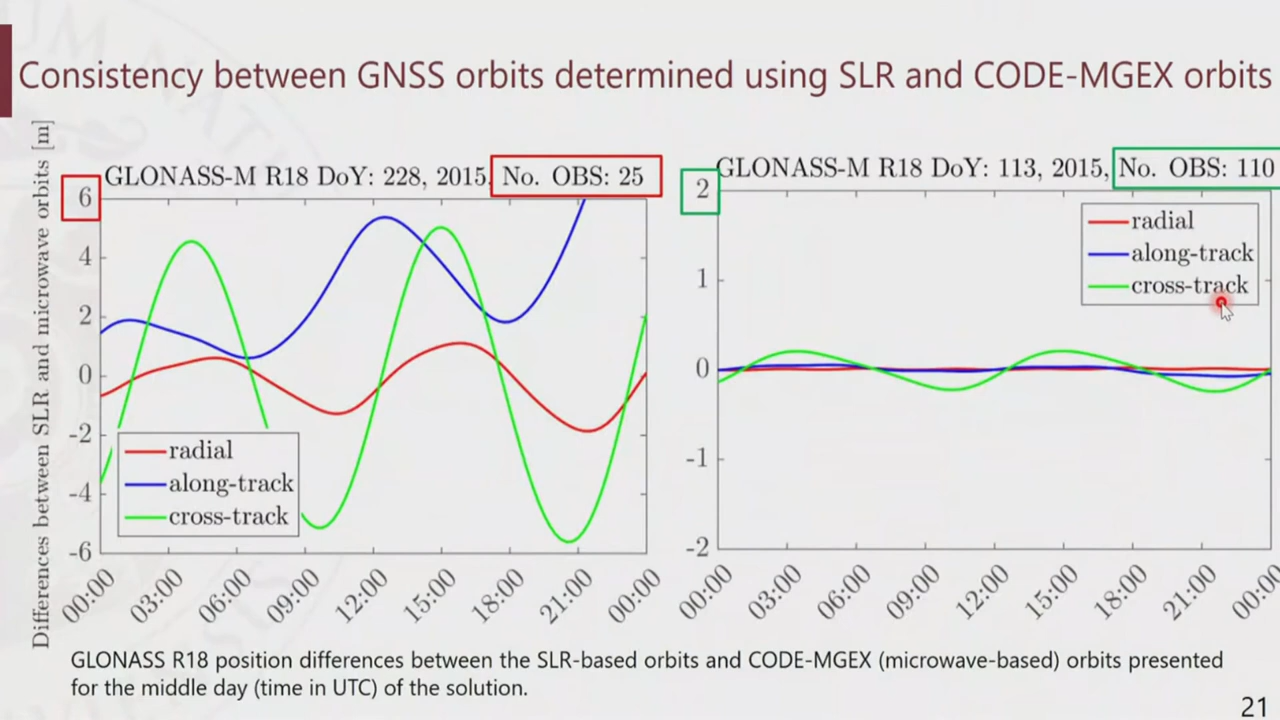 Consistency between GNSS orbits determined using SLR and CODE-MGEX orbits
Differences between SLR and microwave orbits [m]
GLONASS-M R18 DoY: 228, 2015, No. OBS: 25
6
4
2
0
-2
-4
-6
radial
along-track
cross-track
00:00 03:00 06:00 09:00 12:00 15:00 18:00 21:00 00:00
GLONASS-M R18 DoY: 113, 2015, No. OBS: 110
2
1
0
-1
-2
radial
along-track
cross-track
00:00 03:00 06:00 09:00 12:00 15:00 18:00 21:00
GLONASS R18 position differences between the SLR-based orbits and CODE-MGEX (microwave-based) orbits presented
for the middle day (time in UTC) of the solution.
21